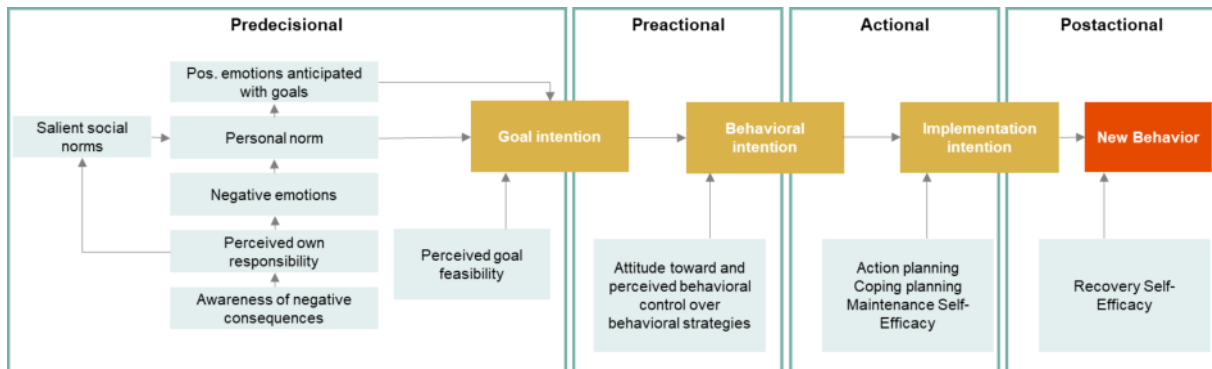 Predecisional
Preactional
Actional
Postactional
Pos. emotions anticipated
with goals
Salient social
norms
Personal norm
Goal intention
Behavioral
intention
Implementation
intention
New Behavior
Negative emotions
Perceived own
responsibility
Perceived goal
feasibility
Awareness of negative
consequences
Attitude toward and
perceived behavioral
control over
behavioral strategies
Action planning
Coping planning
Maintenance Self-
Efficacy
Recovery Self-
Efficacy